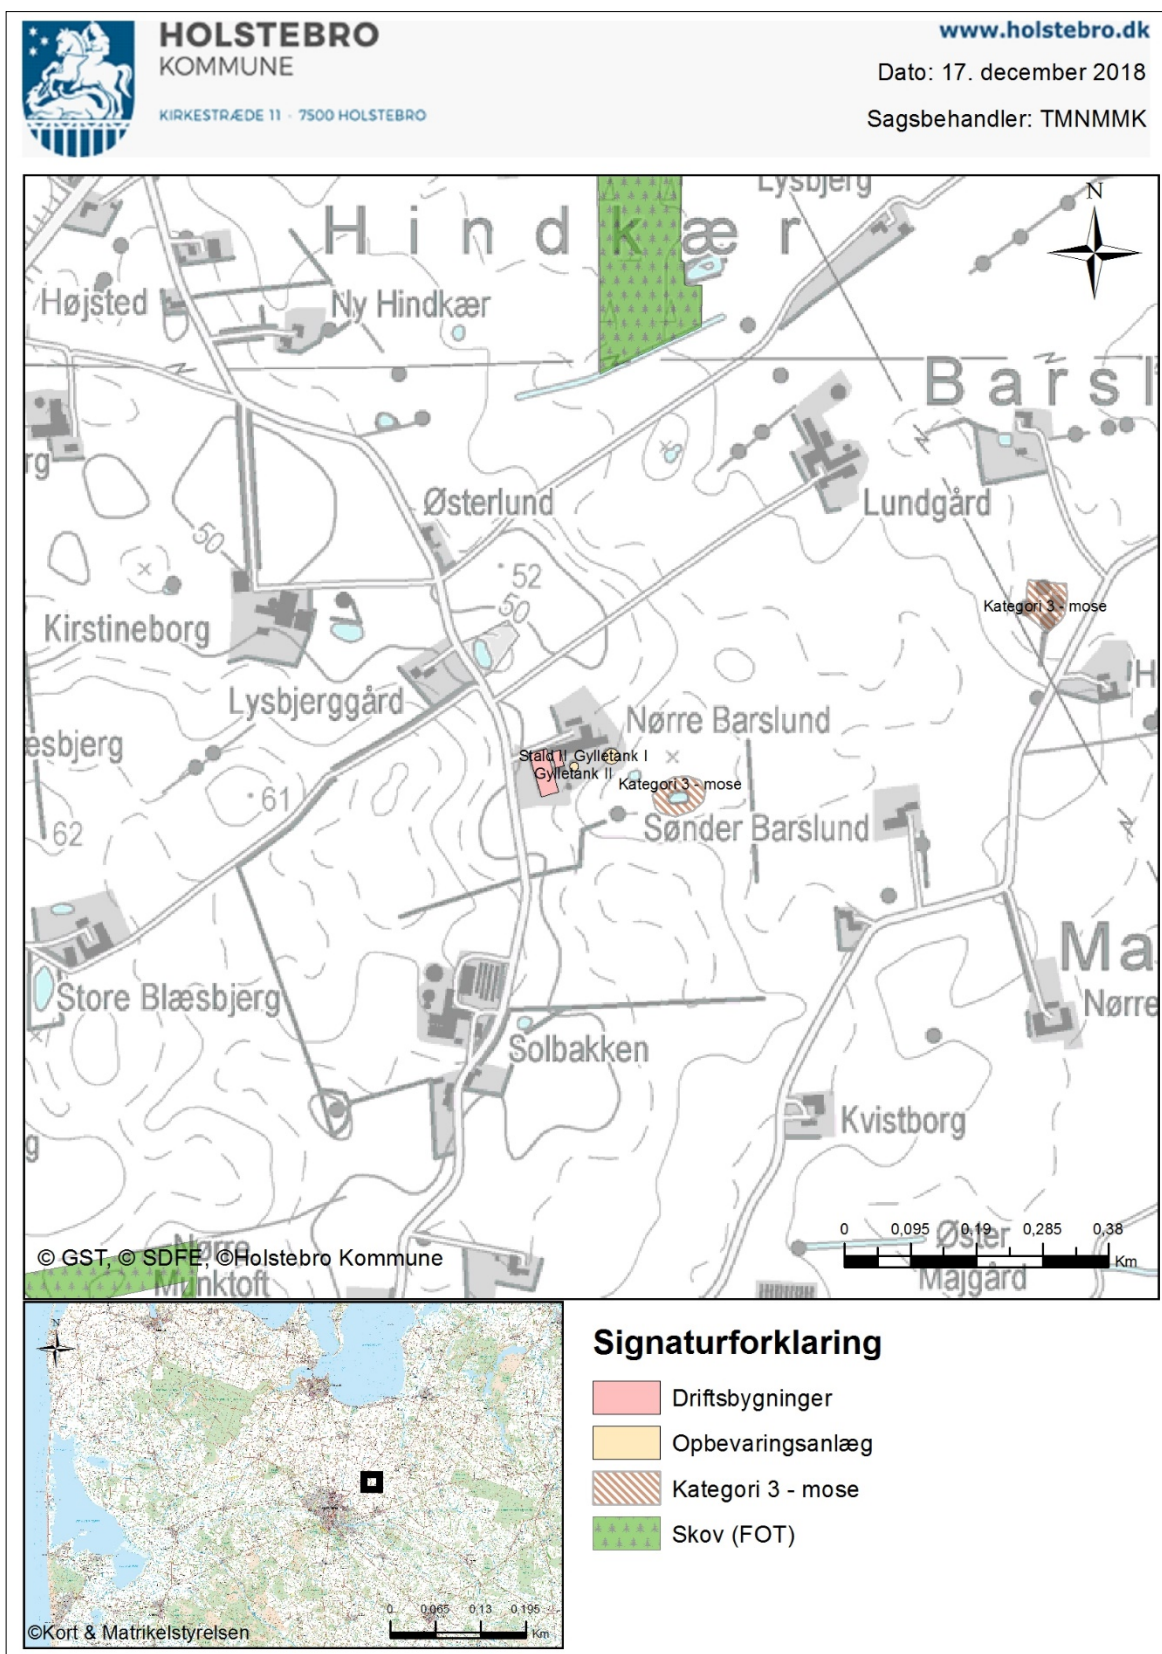 HOLSTEBRO
KOMMUNE
KIRKESTRÆDE 11 - 7500 HOLSTEBRO
www.holstebro.dk
Dato: 17. december 2018
Sagsbehandler: TMNMMK
Lysbjerg
N
Hindkær
Højsted
Ny Hindkær
Barsl
rg
Østerlund
Lundgård
50
52
50
Kategori 3 - mose
Kirstineborg
Lysbjerggård
H
Nørre Barslund
esbjerg
Stald II Gylletank I
Gylletank II
Kategori 3 - mose
61
62
Sønder Barslund
Ma
Nørre
Store Blæsbjerg
Solbakken
Kvistborg
g
0 0,095 0,19 0,285 0,38
Km
Øster
Majgård
Nørre
Munktoft
© GST, © SDFE, ©Holstebro Kommune
N
0 0,065 0,13 0,195
Km
©Kort & Matrikelstyrelsen
Signaturforklaring
Driftsbygninger
Opbevaringsanlæg
Kategori 3 - mose
Skov (FOT)